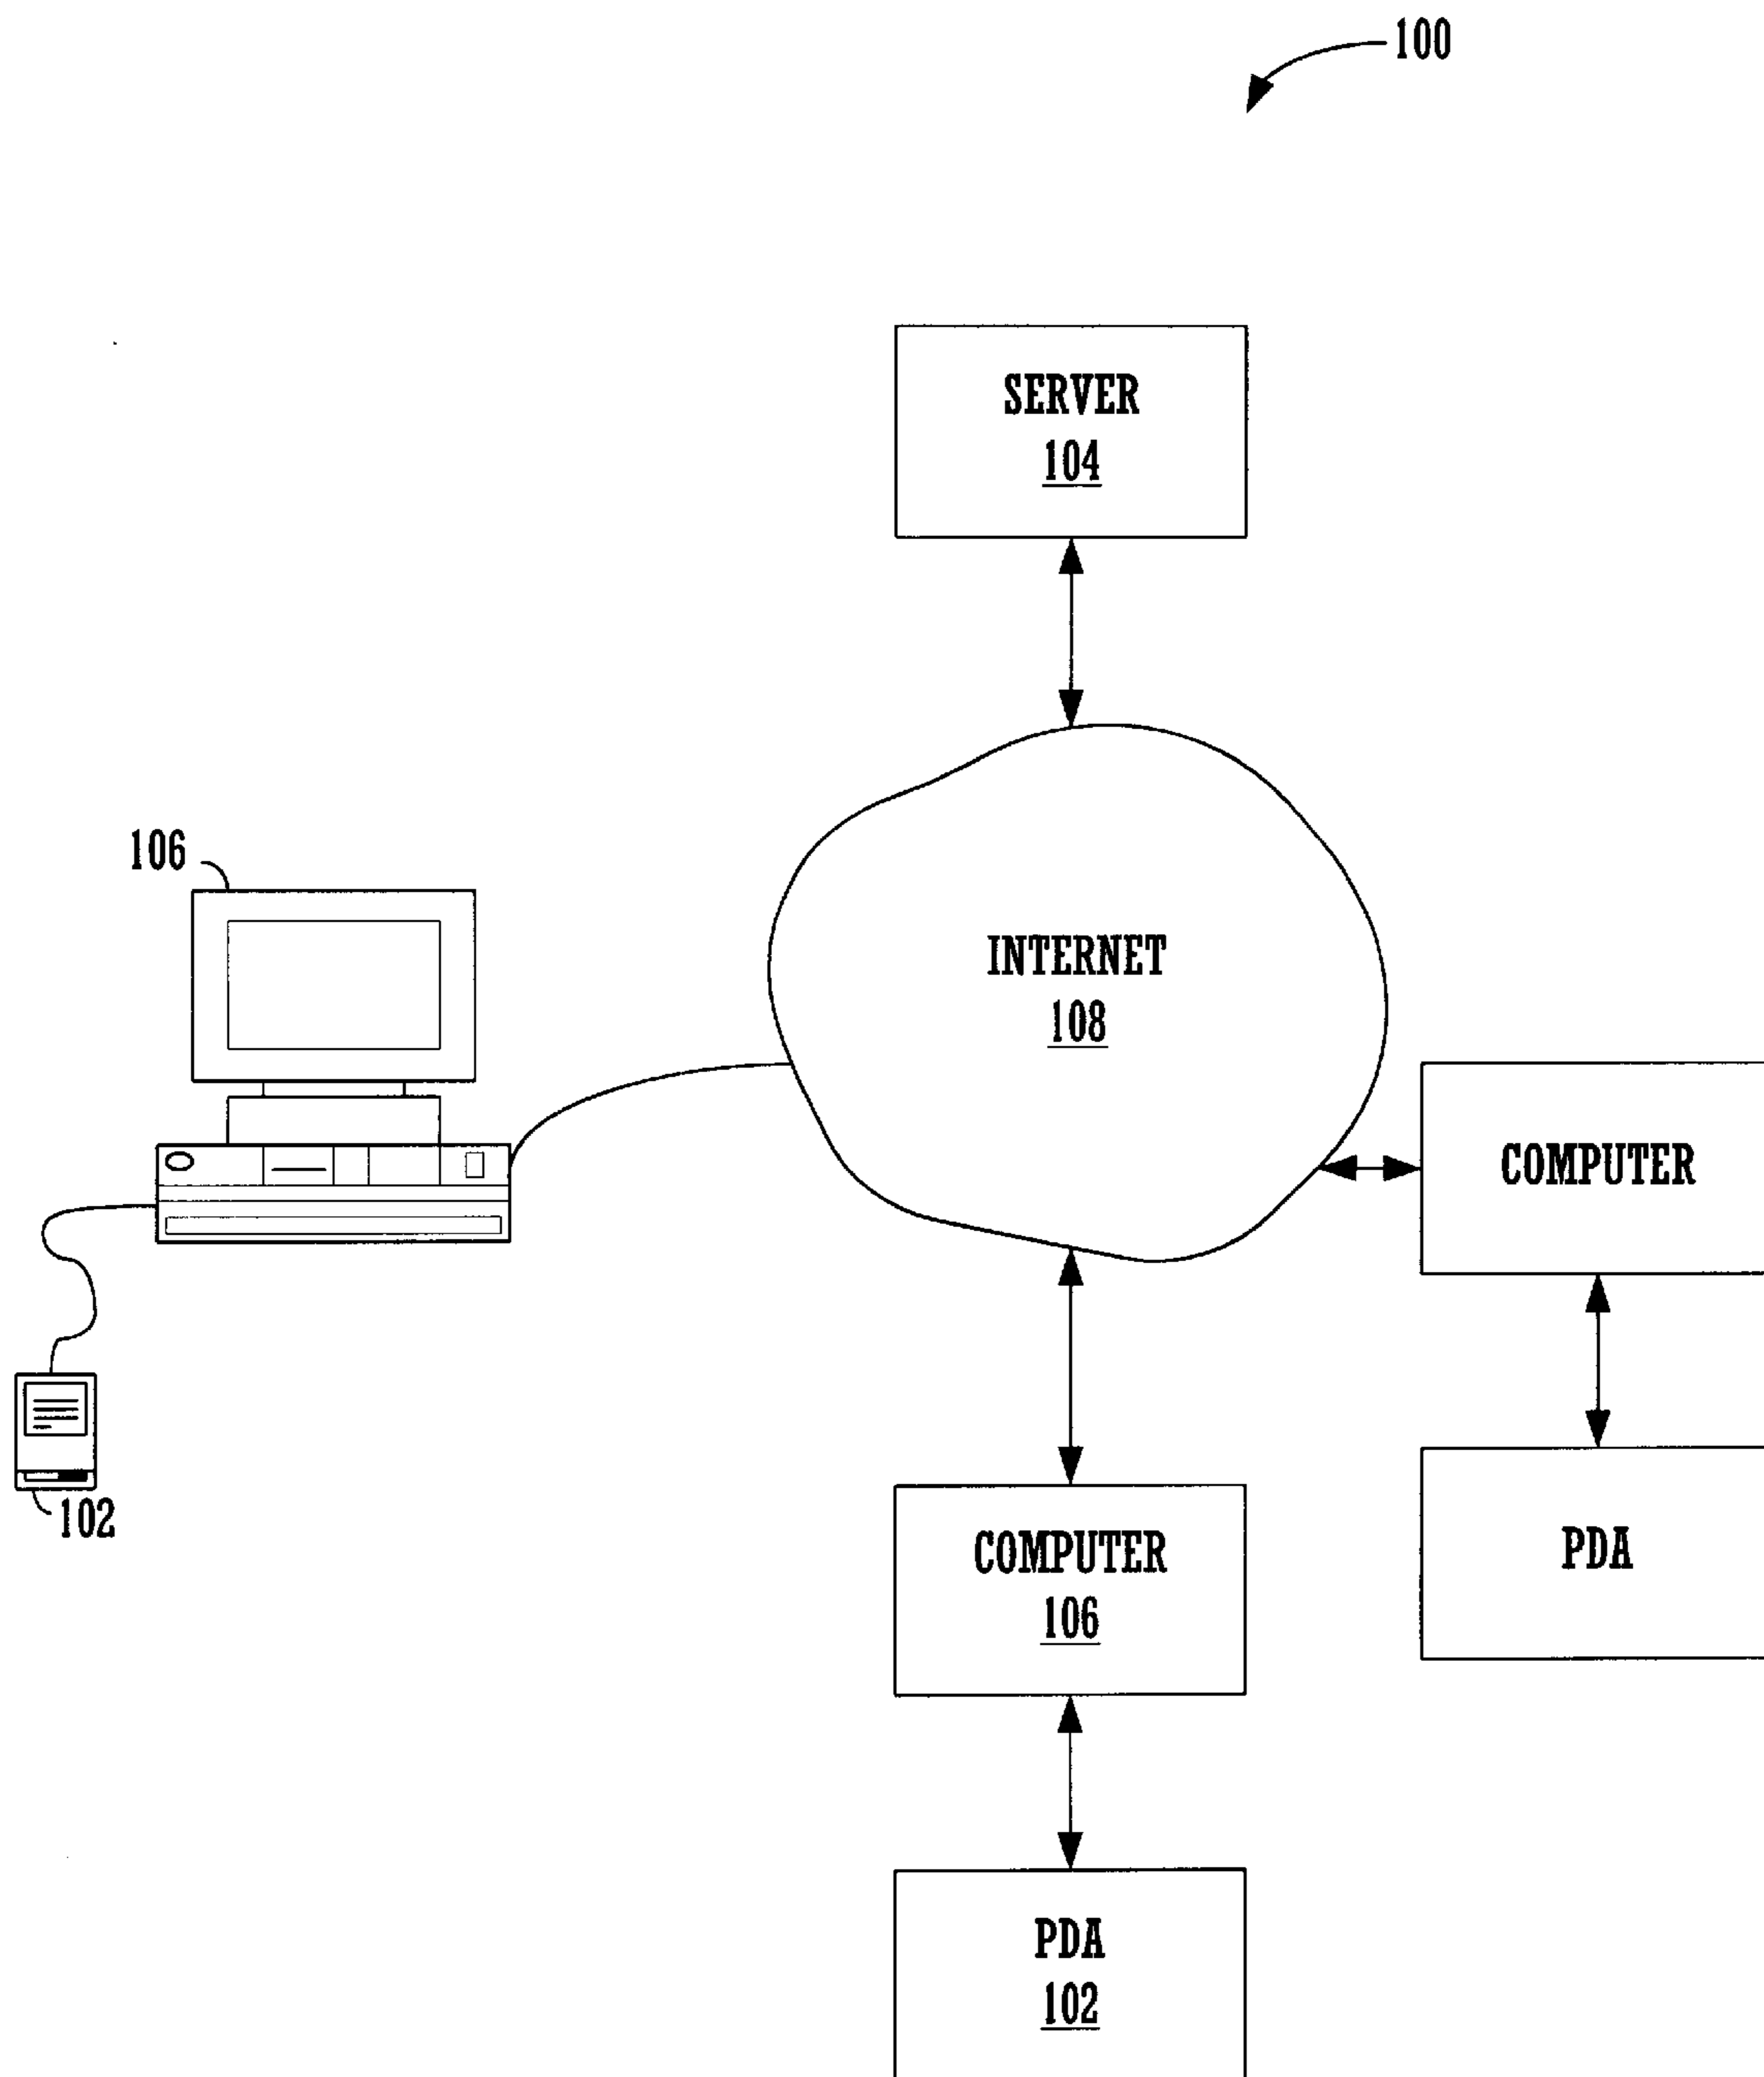 100
SERVER
104
106
INTERNET
108
COMPUTER
PDA
102
COMPUTER
106
PDA
102